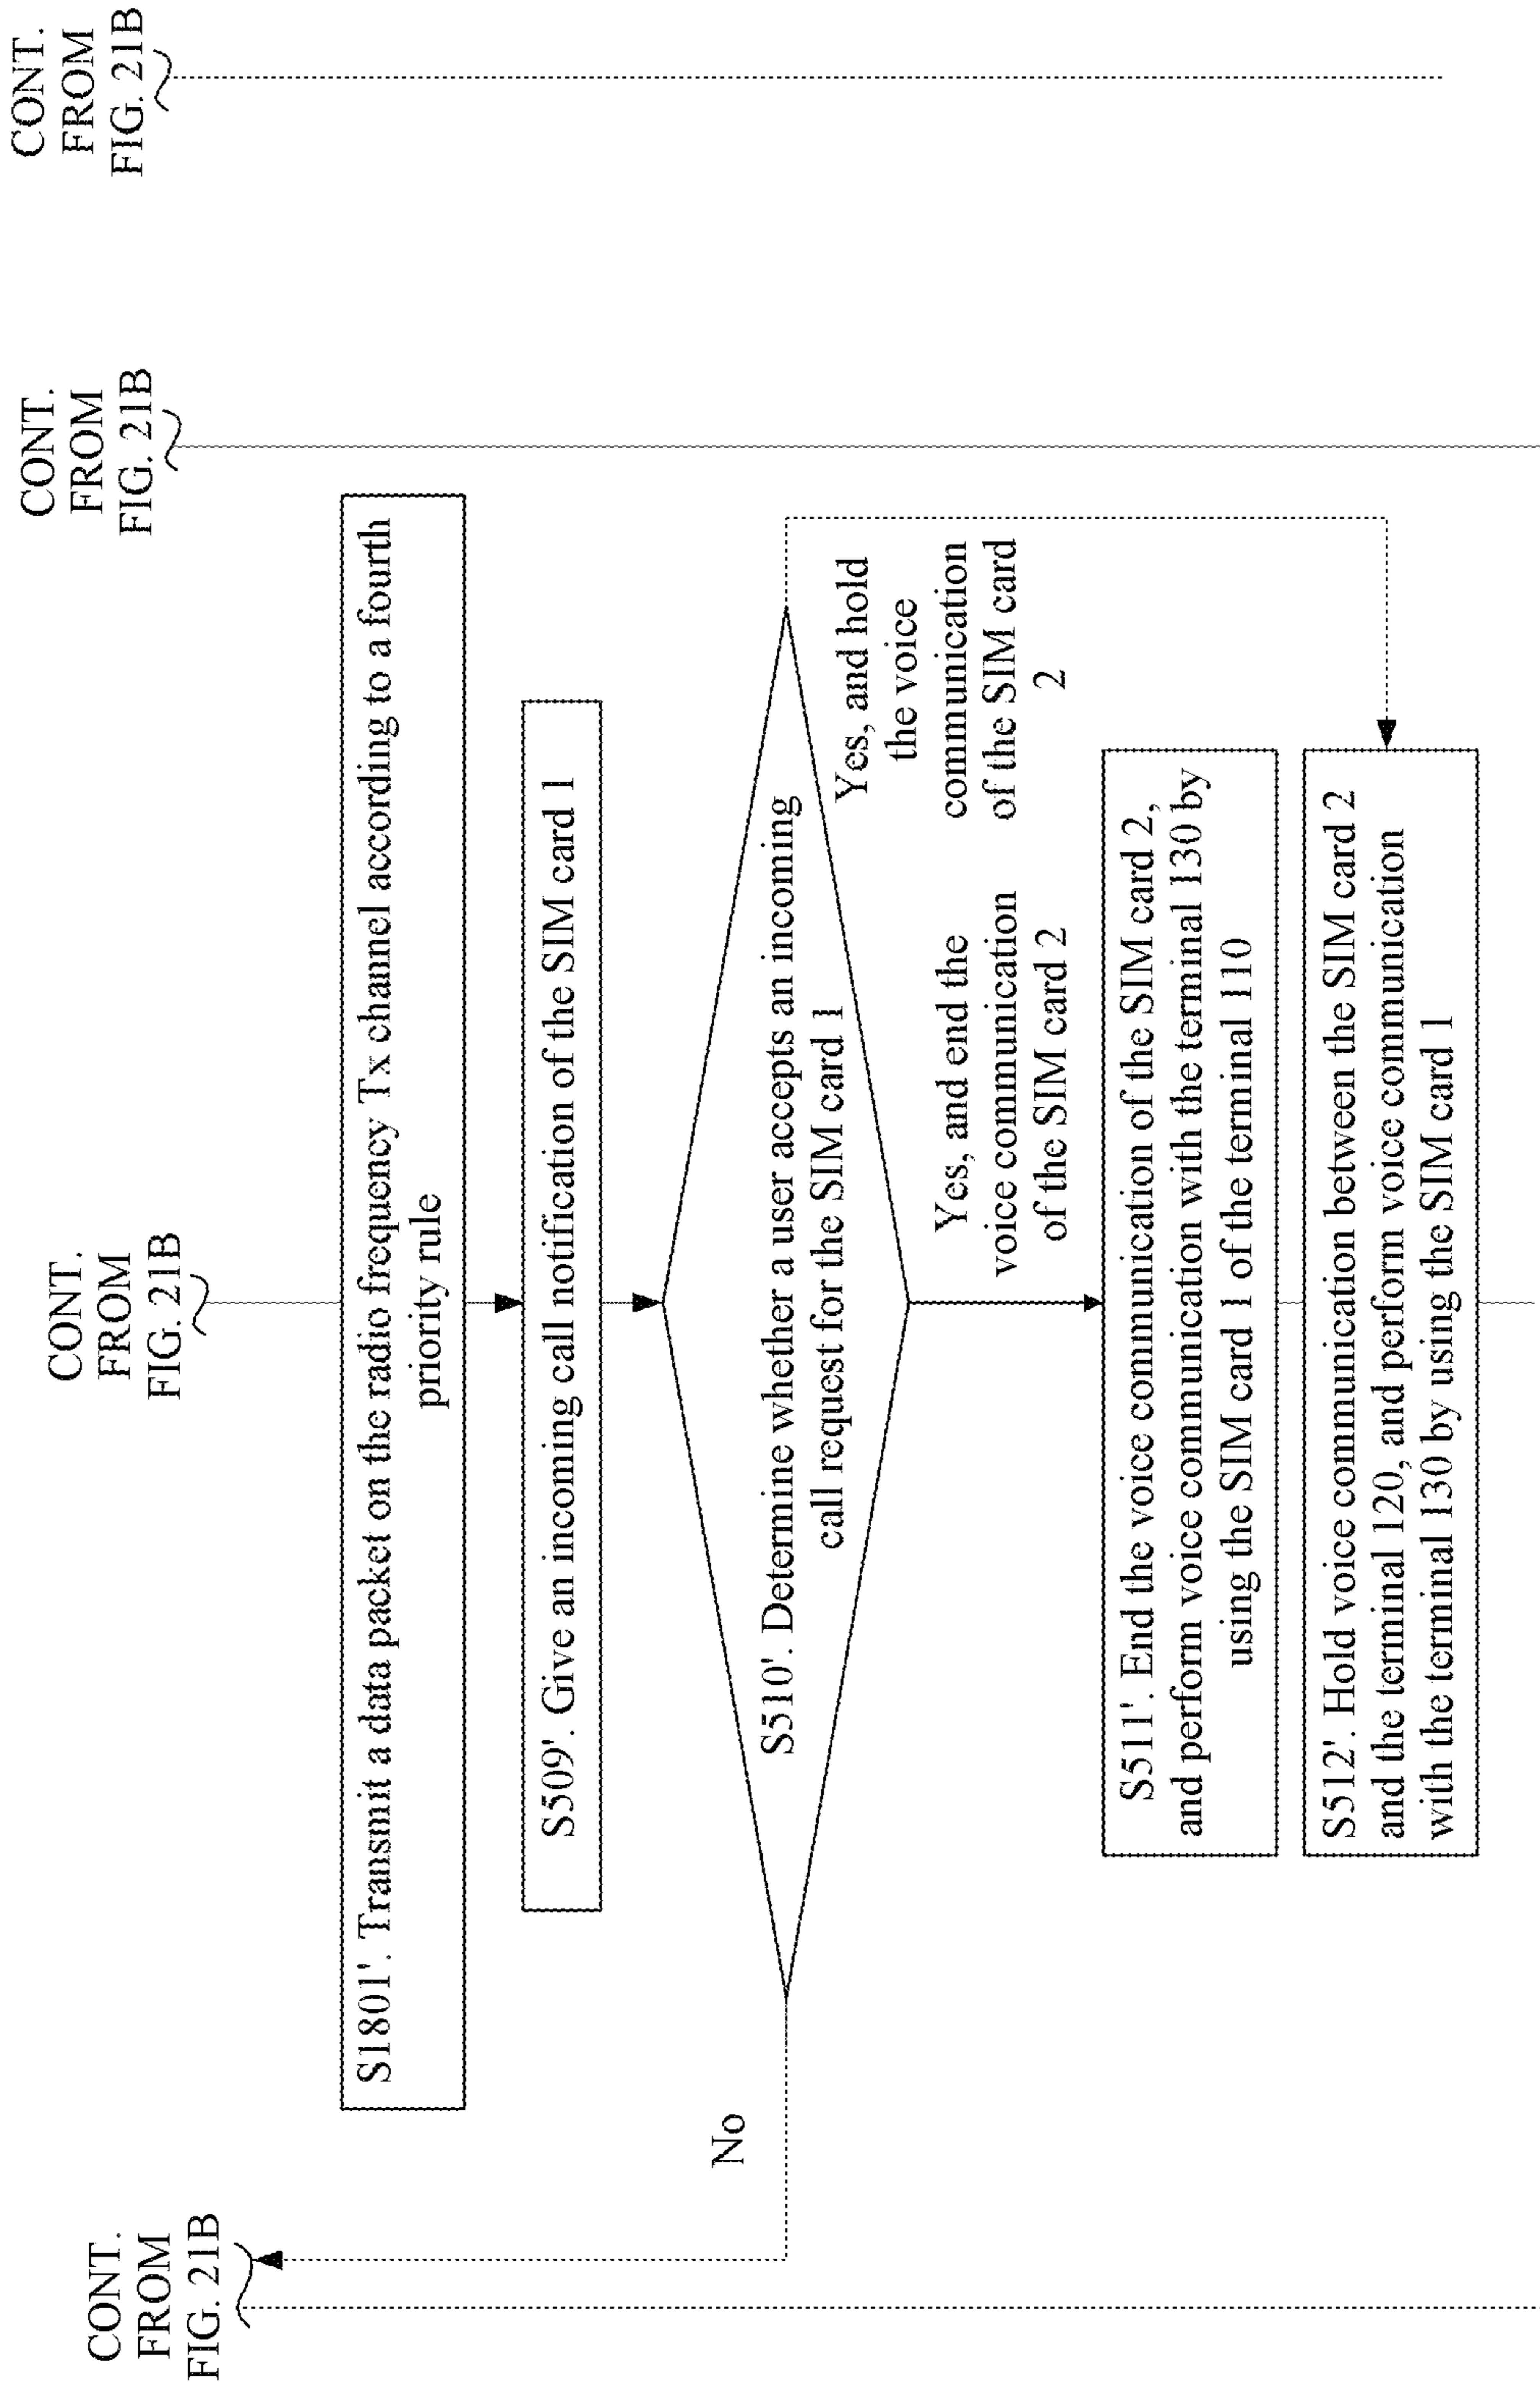 CONT.
FROM
FIG. 21B
CONT.
FROM
FIG. 21B
CONT.
FROM
FIG. 21B
CONT.
FROM
FIG. 21B
S1801'. Transmit a data packet on the radio frequency Tx channel according to a fourth
priority rule
S509'. Give an incoming call notification of the SIM card 1
No
S510'. Determine whether a user accepts an incoming
call request for the SIM card 1
Yes, and end the
voice communication
of the SIM card 2
Yes, and hold
the voice
communication
of the SIM card
2
S511'. End the voice communication of the SIM card 2,
and perform voice communication with the terminal 130 by
using the SIM card 1 of the terminal 110
S512'. Hold voice communication between the SIM card 2
and the terminal 120, and perform voice communication
with the terminal 130 by using the SIM card 1